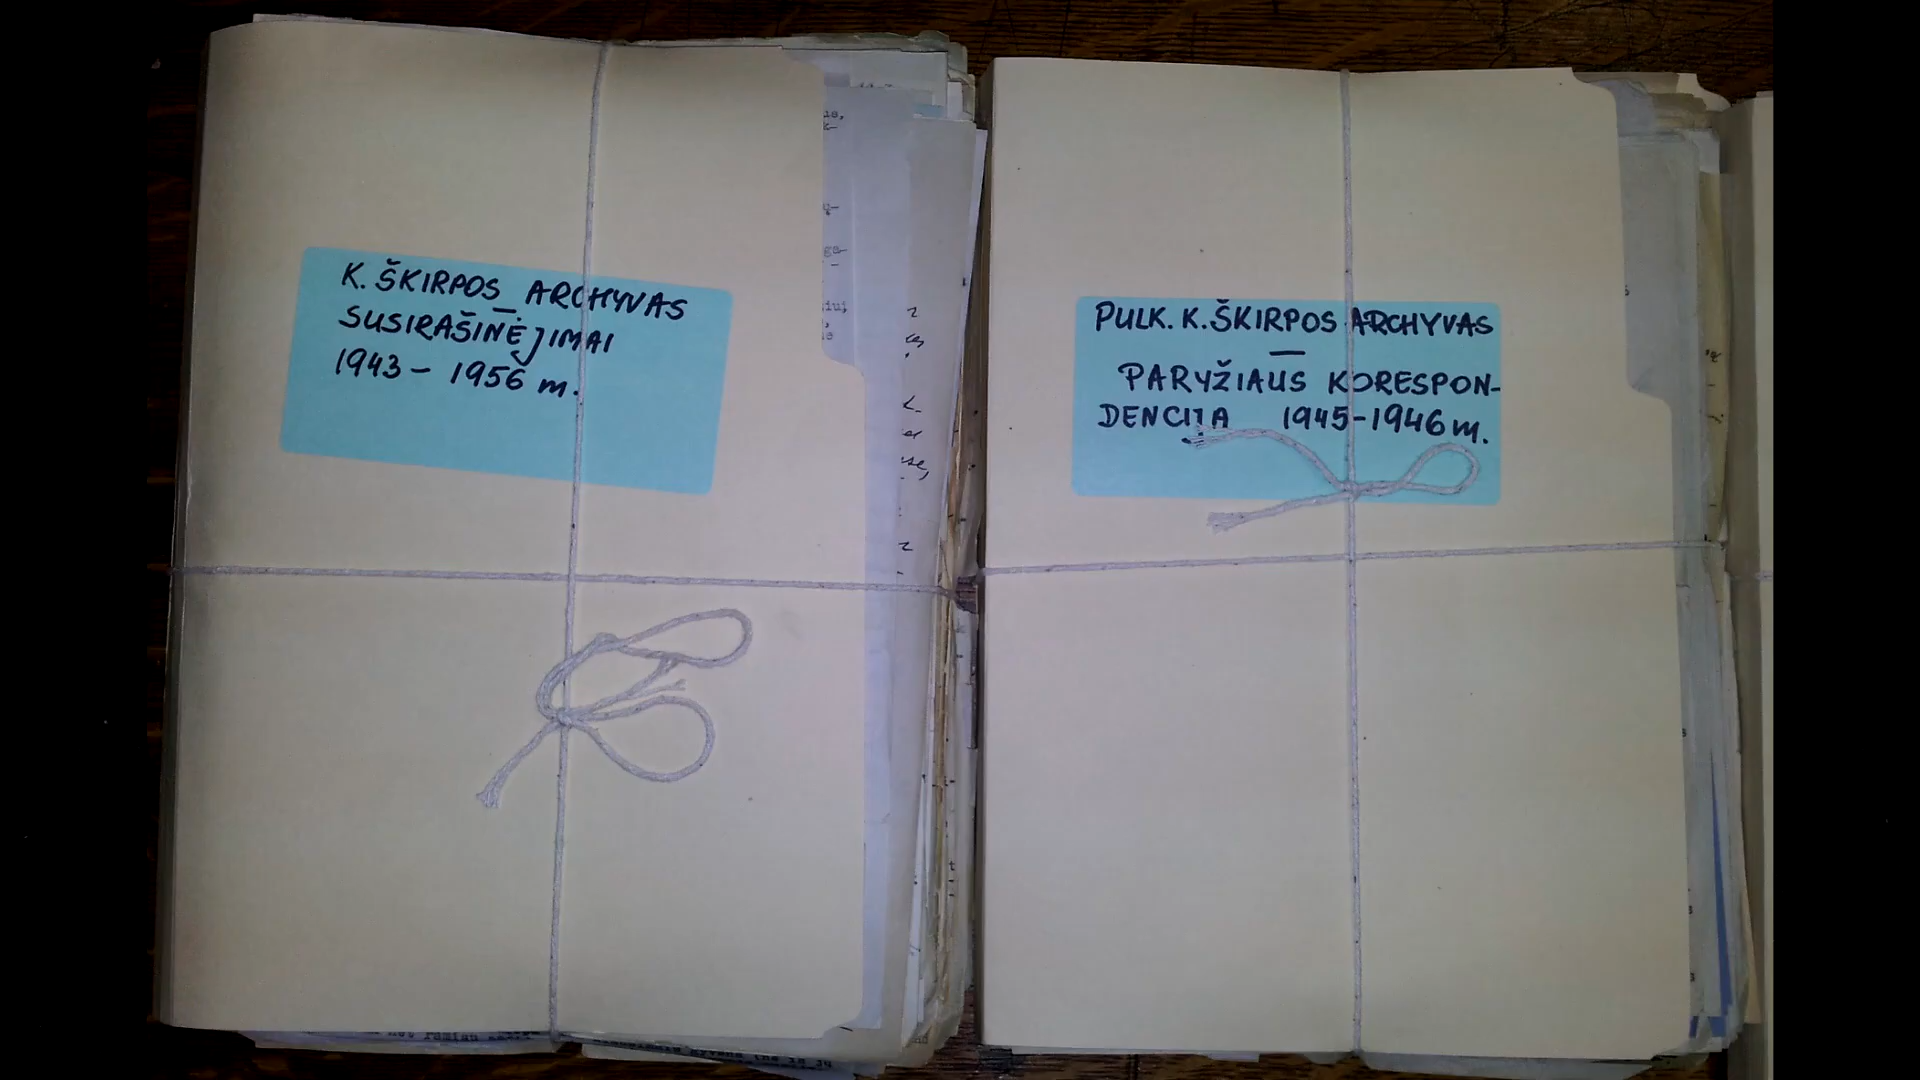 K. ŠKIRPOS ARCHYVAS
SUSIRAŠINĖJIMAI
1943 – 1956 m.
PULK. K. ŠKIRPOS ARCHYVAS
PARYŽIAUS KORESPON-
DENCIJA 1945-1946 m.